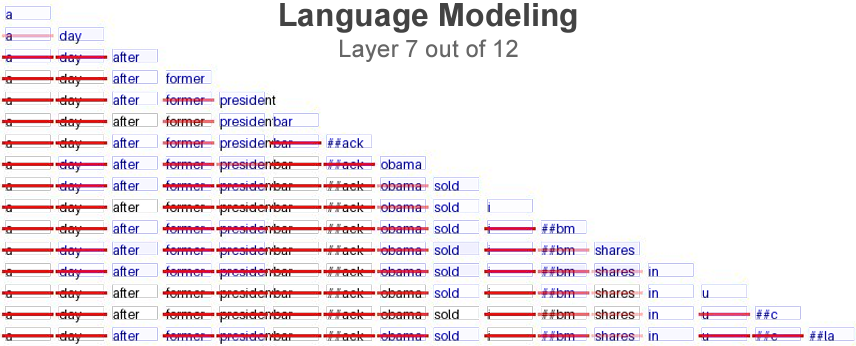 Language Modeling
Layer 7 out of 12
a
a day
a day after
a day after former
a day after former president
a day after former president bar
a day after former president bar ##ack
a day after former president bar ##ack obama
a day after former president bar ##ack obama sold
a day after former president bar ##ack obama sold i
a day after former president bar ##ack obama sold i ##bm
a day after former president bar ##ack obama sold i ##bm shares
a day after former president bar ##ack obama sold i ##bm shares in
a day after former president bar ##ack obama sold i ##bm shares in u
a day after former president bar ##ack obama sold i ##bm shares in u ##c
a day after former president bar ##ack obama sold i ##bm shares in u ##c ##la